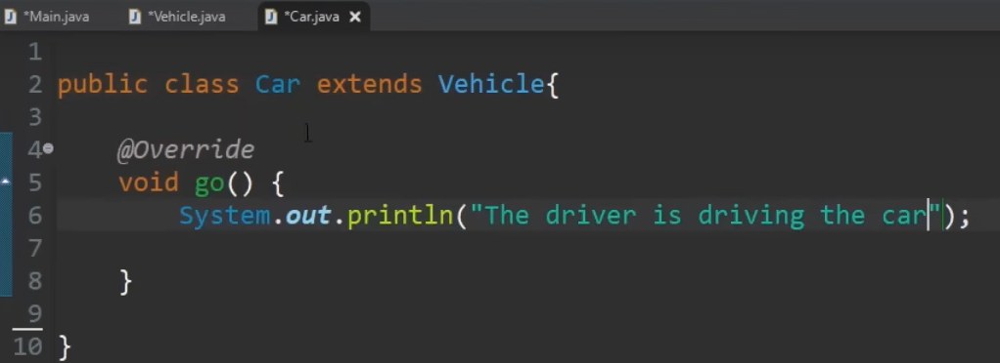 *Main.java *Vehicle.java *Car.java
1
2 public class Car extends Vehicle{
3
4 @Override
5 void go() {
6 System.out.println("The driver is driving the car");
7
8 }
9
10 }